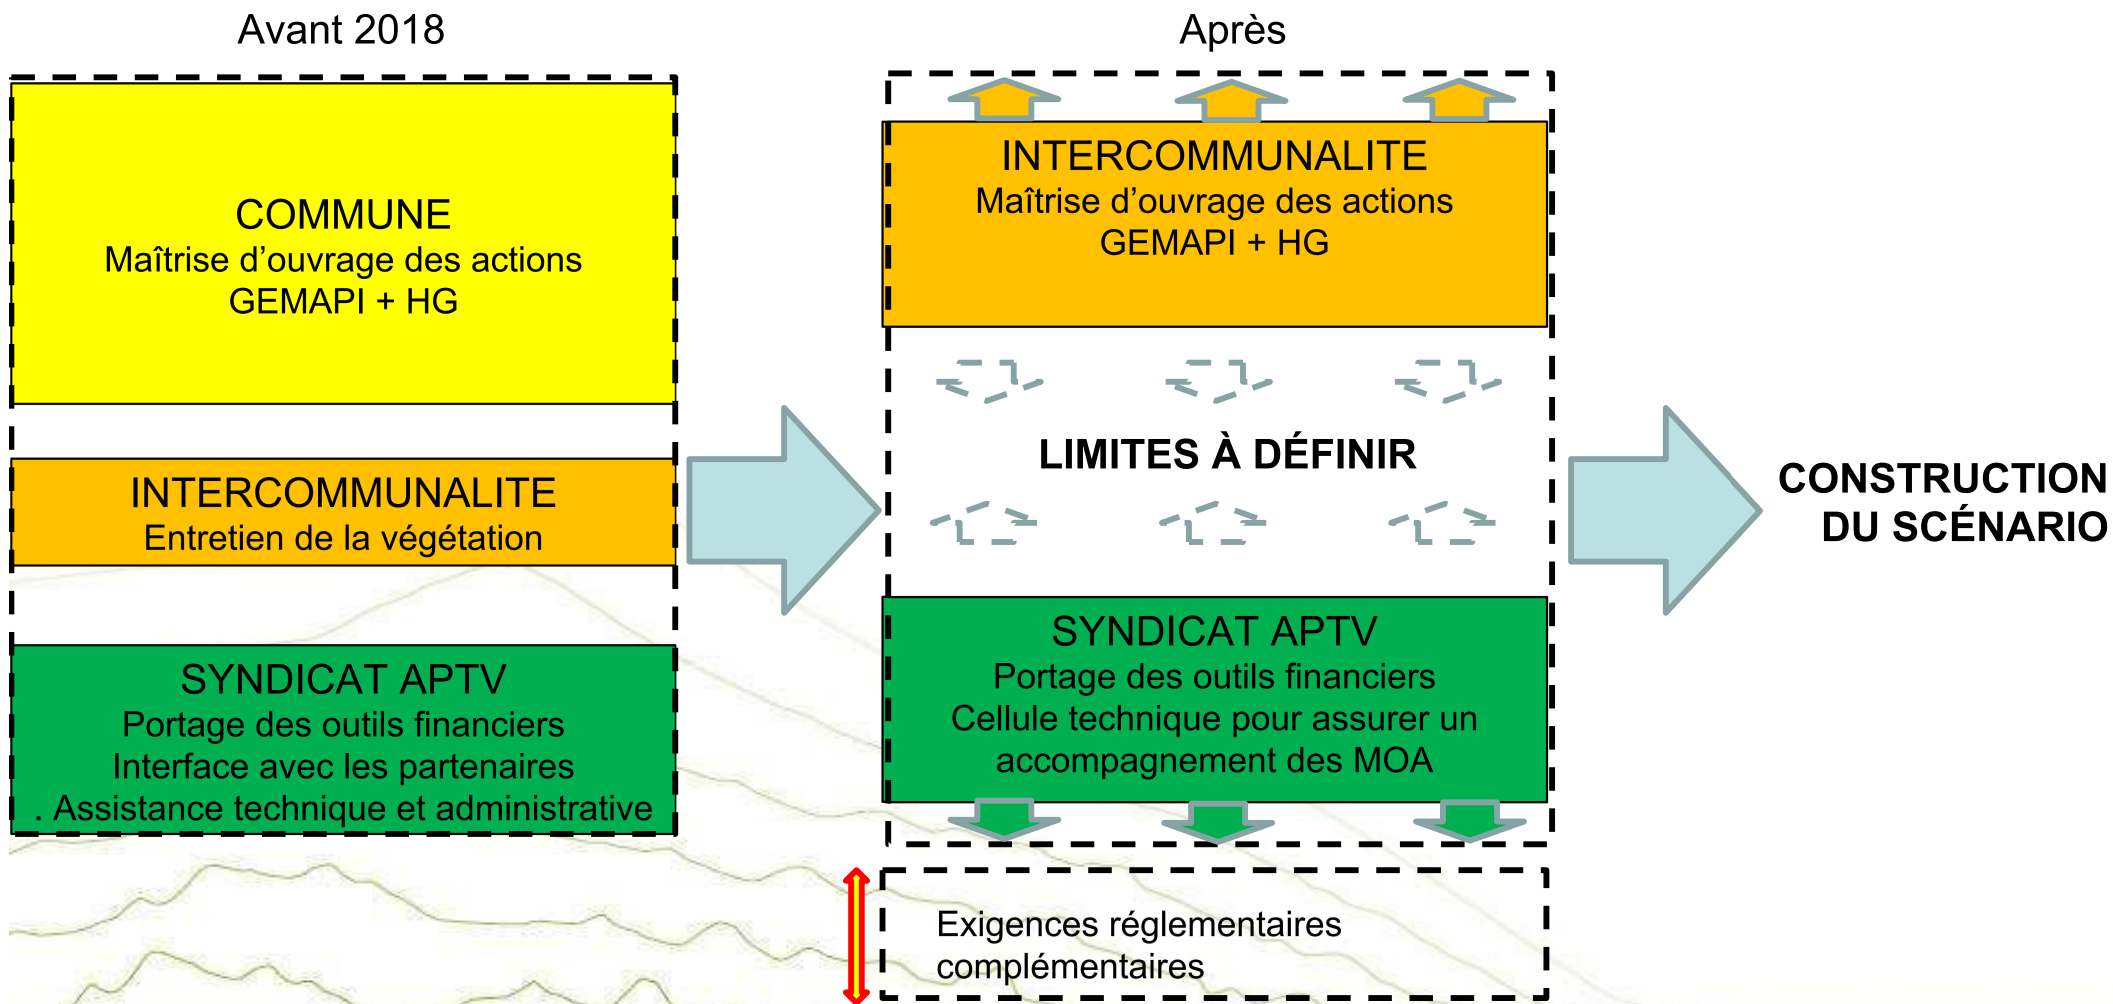 Avant 2018
COMMUNE
Maîtrise d’ouvrage des actions
GEMAPI + HG
INTERCOMMUNALITE
Entretien de la végétation
SYNDICAT APTV
Portage des outils financiers
Interface avec les partenaires
. Assistance technique et administrative
Après
INTERCOMMUNALITE
Maîtrise d’ouvrage des actions
GEMAPI + HG
LIMITES À DÉFINIR
SYNDICAT APTV
Portage des outils financiers
Cellule technique pour assurer un
accompagnement des MOA
Exigences réglementaires
complémentaires
CONSTRUCTION
DU SCÉNARIO